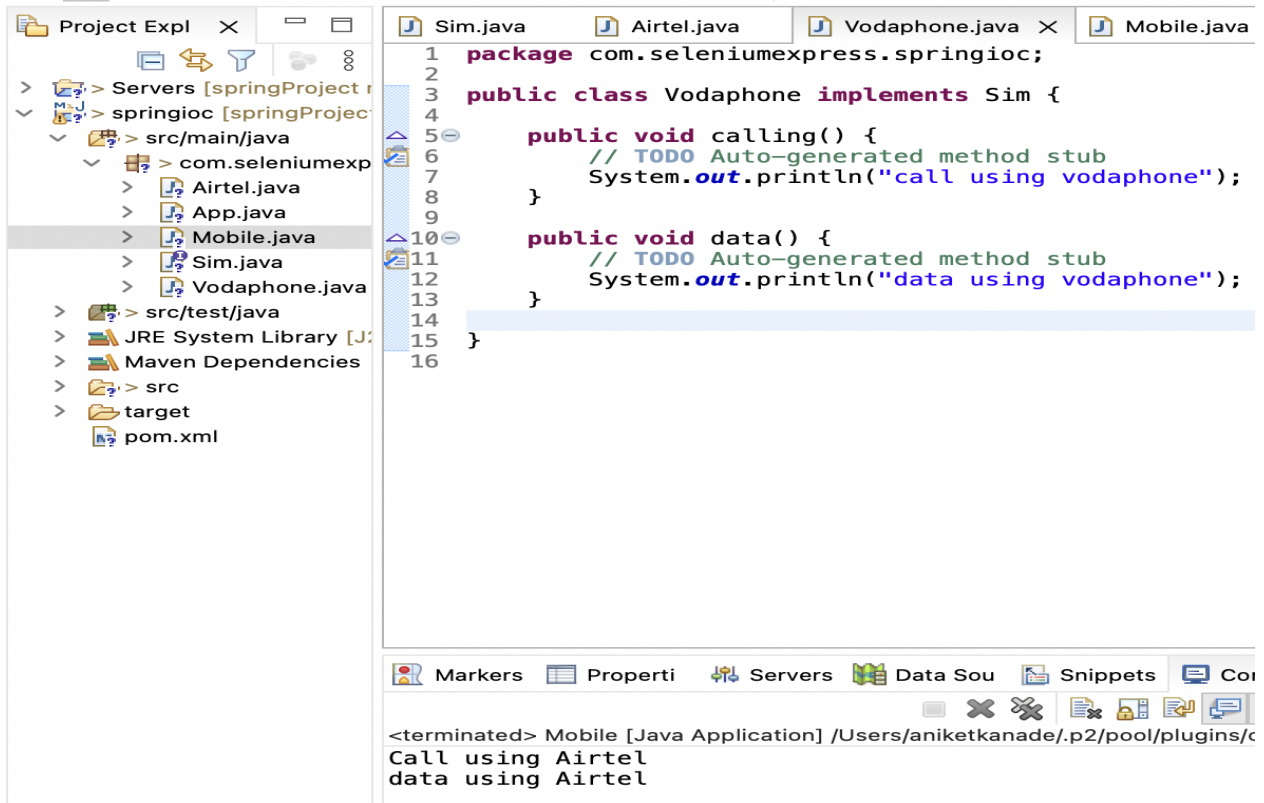 Project Expl
> Servers [springProject
> springioc [springProject
> src/main/java
> com.seleniumexp
Airtel.java
App.java
Mobile.java
Sim.java
Vodaphone.java
> src/test/java
JRE System Library [J2
Maven Dependencies
> src
target
pom.xml
Sim.java Airtel.java Vodaphone.java Mobile.java
1 package com.seleniumexpress.springioc;
2
3 public class Vodaphone implements Sim {
4
5 public void calling() {
6 // TODO Auto-generated method stub
7 System.out.println("call using vodaphone");
8 }
9
10 public void data() {
11 // TODO Auto-generated method stub
12 System.out.println("data using vodaphone");
13 }
14
15 }
16
Markers Properti Servers Data Sou Snippets Con
<terminated> Mobile [Java Application] /Users/aniketkanade/.p2/pool/plugins/
Call using Airtel
data using Airtel